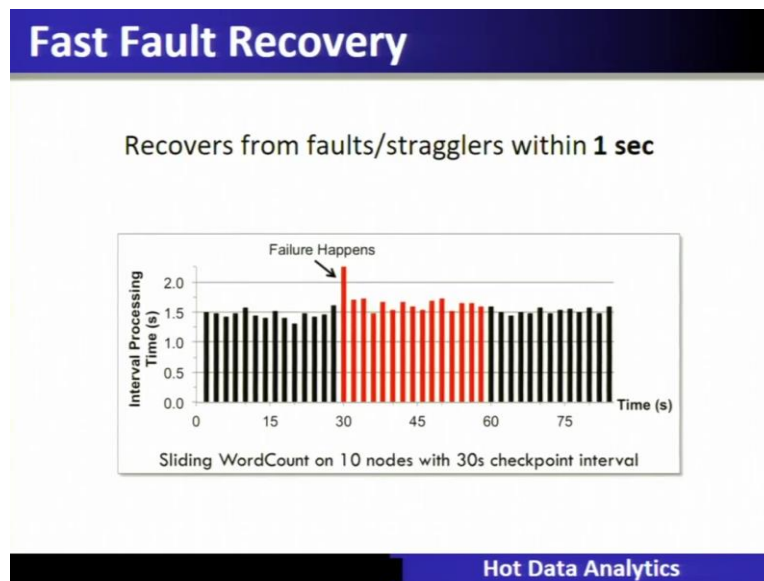 Fast Fault Recovery
Recovers from faults/stragglers within 1 sec
Failure Happens
Interval Processing
Time (s)
2.0
1.5
1.0
0.5
0.0
0 15 30 45 60 75
Time (s)
Sliding WordCount on 10 nodes with 30s checkpoint interval
Hot Data Analytics